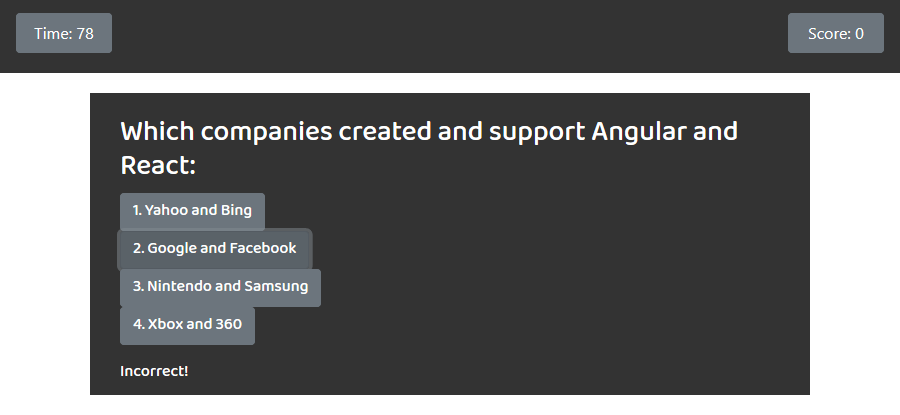 Time: 78
Score: 0
Which companies created and support Angular and
React:
1. Yahoo and Bing
2. Google and Facebook
3. Nintendo and Samsung
4. Xbox and 360
Incorrect!